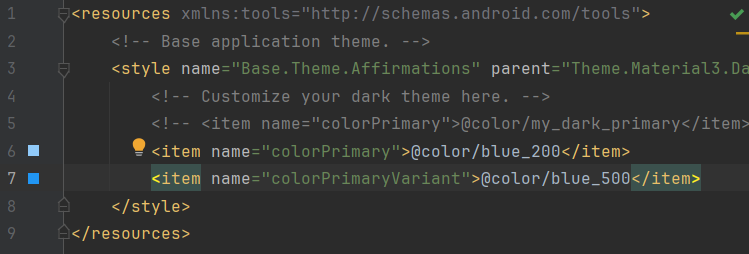 1 <resources xmlns:tools="http://schemas.android.com/tools">
2 <!-- Base application theme. -->
3 <style name="Base.Theme.Affirmations" parent="Theme.Material3.Da
4 <!-- Customize your dark theme here. -->
5 <!-- <item name="colorPrimary">@color/my_dark_primary</item>
6 <item name="colorPrimary">@color/blue_200</item>
7 <item name="colorPrimaryVariant">@color/blue_500</item>
8 </style>
9 </resources>